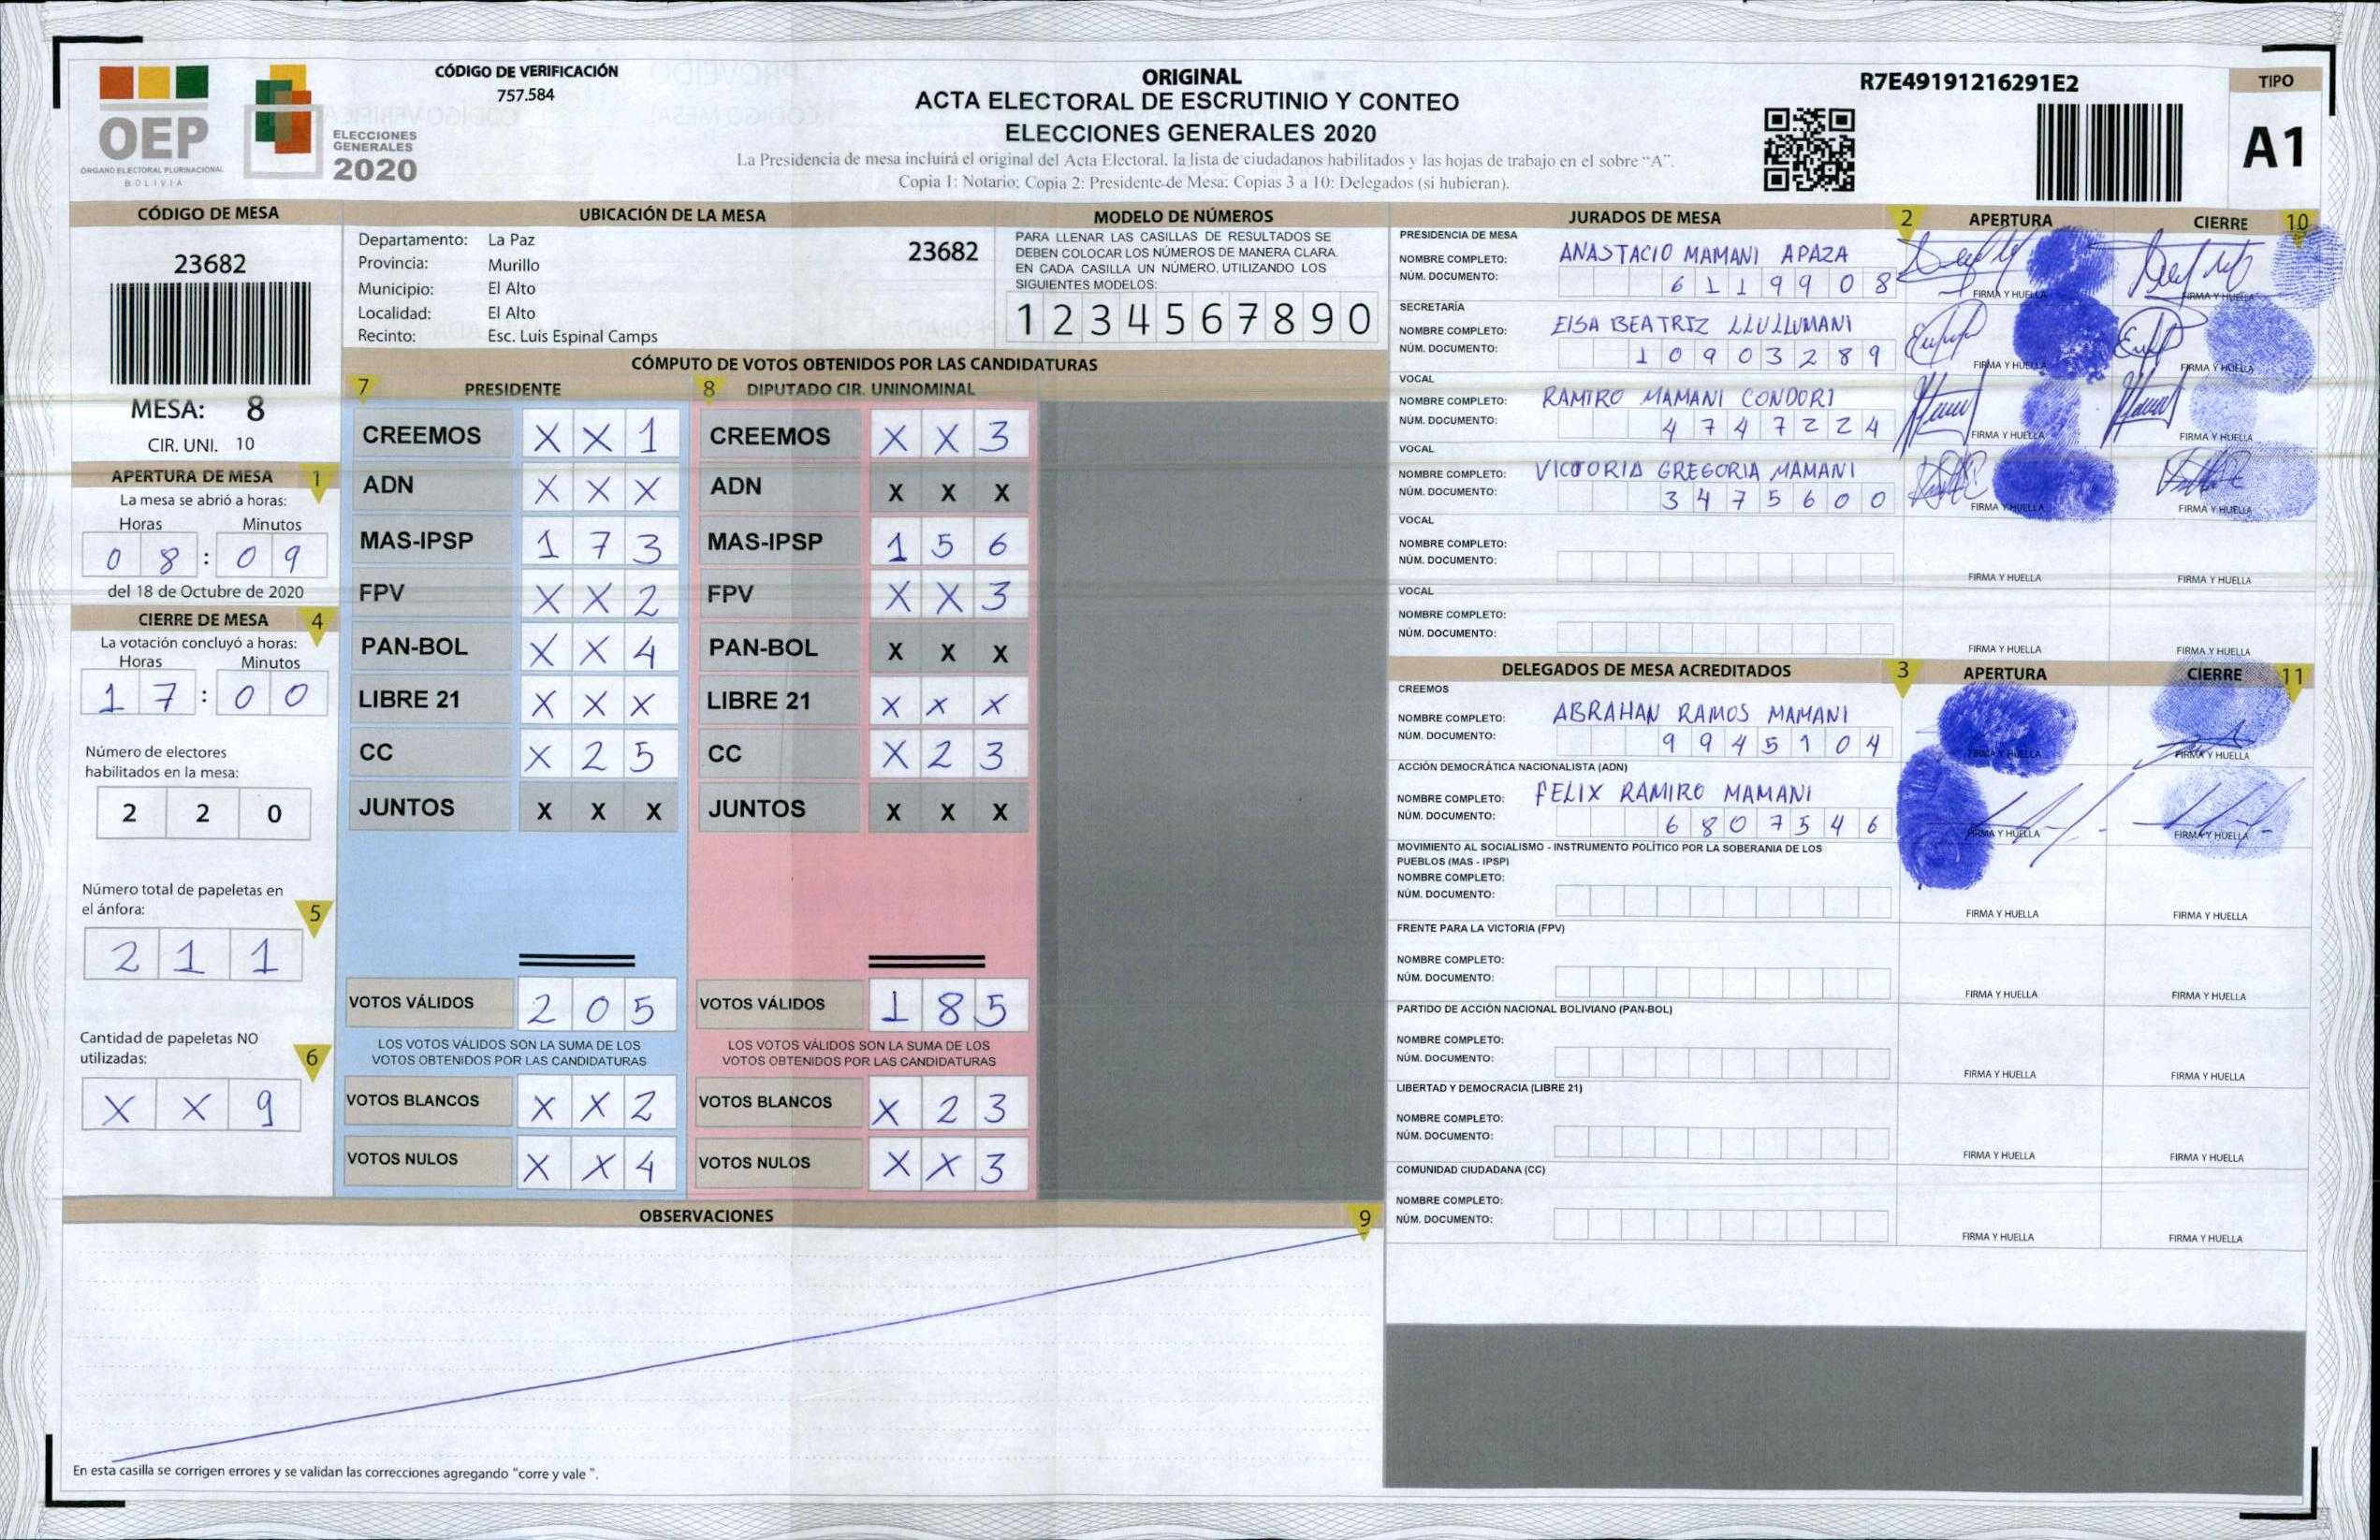 OEP
ÓRGANO ELECTORAL PLURINACIONAL
BOLIVIA
ELECCIONES
GENERALES
2020
CÓDIGO DE VERIFICACIÓN
757.584
ORIGINAL
ACTA ELECTORAL DE ESCRUTINIO Y CONTEO
ELECCIONES GENERALES 2020
La Presidencia de mesa incluirá el original del Acta Electoral, la lista de ciudadanos habilitados y las hojas de trabajo en el sobre "A".
Copia 1: Notario; Copia 2: Presidente de Mesa; Copias 3 a 10: Delegados (si hubieran).
R7E49191216291E2
TIPO
A1
CÓDIGO DE MESA
23682
MESA: 8
CIR. UNI. 10
APERTURA DE MESA 1
La mesa se abrió a horas:
Horas Minutos
0 8 : 0 9
del 18 de Octubre de 2020
CIERRE DE MESA 4
La votación concluyó a horas:
Horas Minutos
1 7 : 0 0
Número de electores
habilitados en la mesa:
2 2 0
Número total de papeletas en
el ánfora: 5
2 1 1
Cantidad de papeletas NO
utilizadas: 6
X X 9
UBICACIÓN DE LA MESA
Departamento: La Paz 23682
Provincia: Murillo
Municipio: El Alto
Localidad: El Alto
Recinto: Esc. Luis Espinal Camps
MODELO DE NÚMEROS
PARA LLENAR LAS CASILLAS DE RESULTADOS SE
DEBEN COLOCAR LOS NÚMEROS DE MANERA CLARA.
EN CADA CASILLA UN NÚMERO, UTILIZANDO LOS
SIGUIENTES MODELOS:
1 2 3 4 5 6 7 8 9 0
CÓMPUTO DE VOTOS OBTENIDOS POR LAS CANDIDATURAS
7 PRESIDENTE 8 DIPUTADO CIR. UNINOMINAL
CREEMOS X X 1 CREEMOS X X 3
ADN X X X ADN X X X
MAS-IPSP 1 7 3 MAS-IPSP 1 5 6
FPV X X 2 FPV X X 3
PAN-BOL X X 4 PAN-BOL X X X
LIBRE 21 X X X LIBRE 21 X X X
CC X 2 5 CC X 2 3
JUNTOS X X X JUNTOS X X X
VOTOS VÁLIDOS 2 0 5 VOTOS VÁLIDOS 1 8 5
LOS VOTOS VÁLIDOS SON LA SUMA DE LOS LOS VOTOS VÁLIDOS SON LA SUMA DE LOS
VOTOS OBTENIDOS POR LAS CANDIDATURAS VOTOS OBTENIDOS POR LAS CANDIDATURAS
VOTOS BLANCOS X X 2 VOTOS BLANCOS X 2 3
VOTOS NULOS X X 4 VOTOS NULOS X X 3
OBSERVACIONES 9
En esta casilla se corrigen errores y se validan las correcciones agregando "corre y vale ".
JURADOS DE MESA 2 APERTURA CIERRE 10
PRESIDENCIA DE MESA
NOMBRE COMPLETO: ANASTACIO MAMANI APAZA
NÚM. DOCUMENTO: 6 1 1 9 9 0 8
FIRMA Y HUELLA FIRMA Y HUELLA
SECRETARÍA
NOMBRE COMPLETO: ElSA BEATRIZ LLULLUMANI
NÚM. DOCUMENTO: 1 0 9 0 3 2 8 9
FIRMA Y HUELLA FIRMA Y HUELLA
VOCAL
NOMBRE COMPLETO: RAMIRO MAMANI CONDORI
NÚM. DOCUMENTO: 4 7 4 7 2 2 4
FIRMA Y HUELLA FIRMA Y HUELLA
VOCAL
NOMBRE COMPLETO: VICTORIA GREGORIA MAMANI
NÚM. DOCUMENTO: 3 4 7 5 6 0 0
FIRMA Y HUELLA FIRMA Y HUELLA
VOCAL
NOMBRE COMPLETO:
NÚM. DOCUMENTO:
FIRMA Y HUELLA FIRMA Y HUELLA
VOCAL
NOMBRE COMPLETO:
NÚM. DOCUMENTO:
FIRMA Y HUELLA FIRMA Y HUELLA
DELEGADOS DE MESA ACREDITADOS 3 APERTURA CIERRE 11
CREEMOS
NOMBRE COMPLETO: ABRAHAN RAMOS MAMANI
NÚM. DOCUMENTO: 9 9 4 5 1 0 4
FIRMA Y HUELLA FIRMA Y HUELLA
ACCIÓN DEMOCRÁTICA NACIONALISTA (ADN)
NOMBRE COMPLETO: FELIX RAMIRO MAMANI
NÚM. DOCUMENTO: 6 8 0 7 5 4 6
FIRMA Y HUELLA FIRMA Y HUELLA
MOVIMIENTO AL SOCIALISMO - INSTRUMENTO POLÍTICO POR LA SOBERANIA DE LOS
PUEBLOS (MAS - IPSP)
NOMBRE COMPLETO:
NÚM. DOCUMENTO:
FIRMA Y HUELLA FIRMA Y HUELLA
FRENTE PARA LA VICTORIA (FPV)
NOMBRE COMPLETO:
NÚM. DOCUMENTO:
FIRMA Y HUELLA FIRMA Y HUELLA
PARTIDO DE ACCIÓN NACIONAL BOLIVIANO (PAN-BOL)
NOMBRE COMPLETO:
NÚM. DOCUMENTO:
FIRMA Y HUELLA FIRMA Y HUELLA
LIBERTAD Y DEMOCRACIA (LIBRE 21)
NOMBRE COMPLETO:
NÚM. DOCUMENTO:
FIRMA Y HUELLA FIRMA Y HUELLA
COMUNIDAD CIUDADANA (CC)
NOMBRE COMPLETO:
NÚM. DOCUMENTO:
FIRMA Y HUELLA FIRMA Y HUELLA